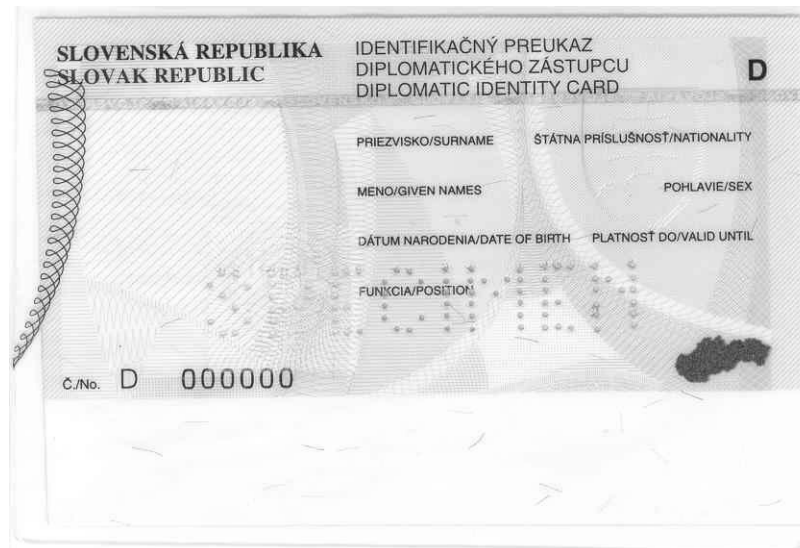 SLOVENSKÁ REPUBLIKA
SLOVAK REPUBLIC
IDENTIFIKAČNÝ PREUKAZ
DIPLOMATICKÉHO ZÁSTUPCU
DIPLOMATIC IDENTITY CARD
D
PRIEZVISKO/SURNAME
ŠTÁTNA PRÍSLUŠNOSŤ/NATIONALITY
MENO/GIVEN NAMES
POHLAVIE/SEX
DÁTUM NARODENIA/DATE OF BIRTH
PLATNOSŤ DO/VALID UNTIL
FUNKCIA/POSITION
Č./No. D 000000